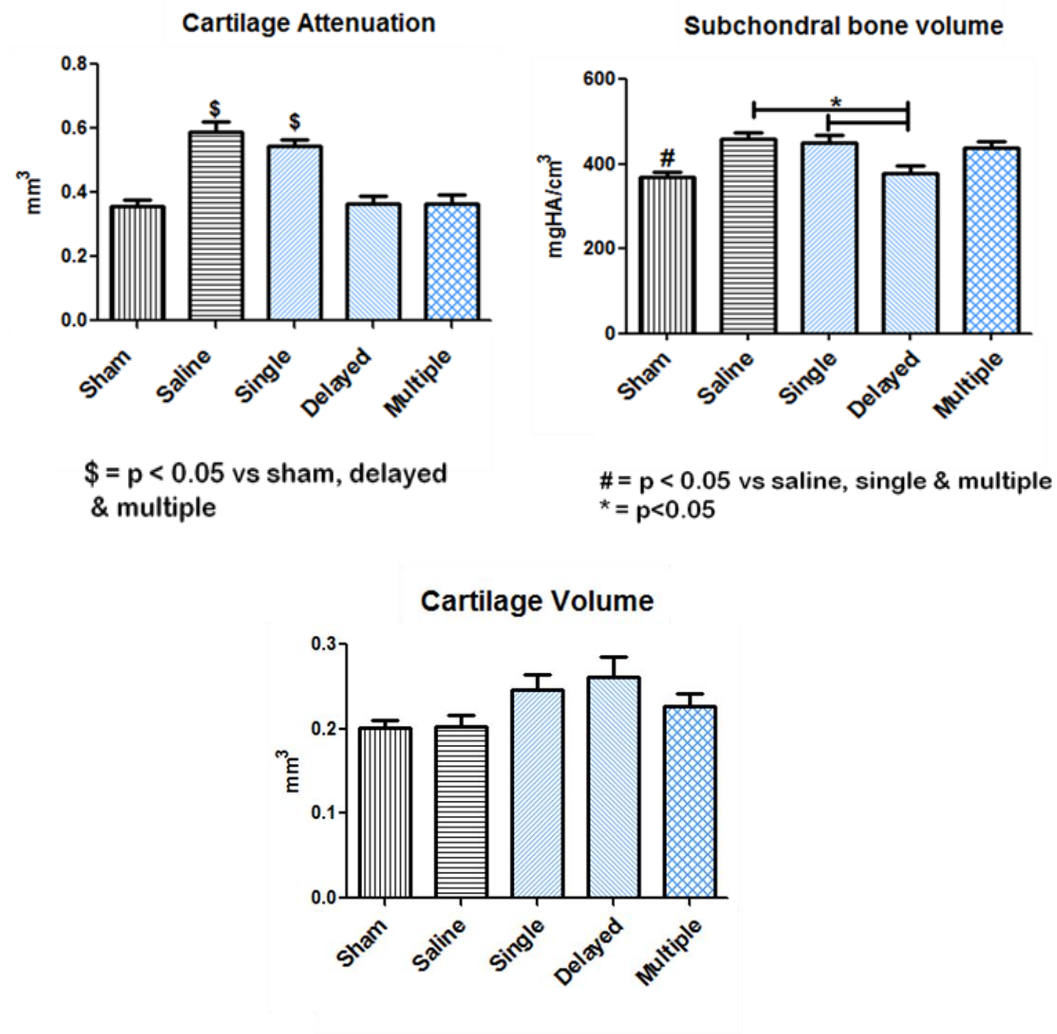 Cartilage Attenuation
0.8
0.6
0.4
0.2
0.0
mm³
$
$
Sham
Saline
Single
Delayed
Multiple
$ = p < 0.05 vs sham, delayed
& multiple
Subchondral bone volume
600
400
200
0
mgHA/cm³
#
*
Sham
Saline
Single
Delayed
Multiple
# = p < 0.05 vs saline, single & multiple
* = p<0.05
Cartilage Volume
0.3
0.2
0.1
0.0
mm³
Sham
Saline
Single
Delayed
Multiple